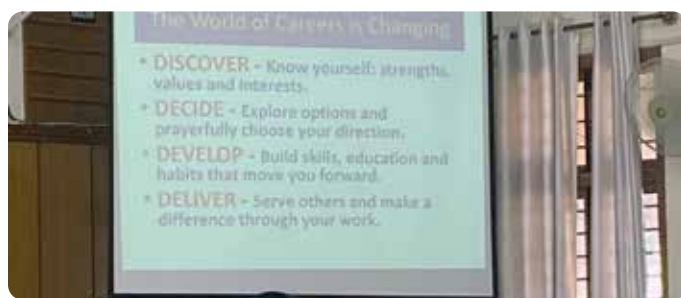 The World of Careers is Changing
• DISCOVER - Know yourself: strengths,
values and interests.
• DECIDE - Explore options and
prayerfully choose your direction.
• DEVELOP - Build skills, education and
habits that move you forward.
• DELIVER - Serve others and make a
difference through your work.